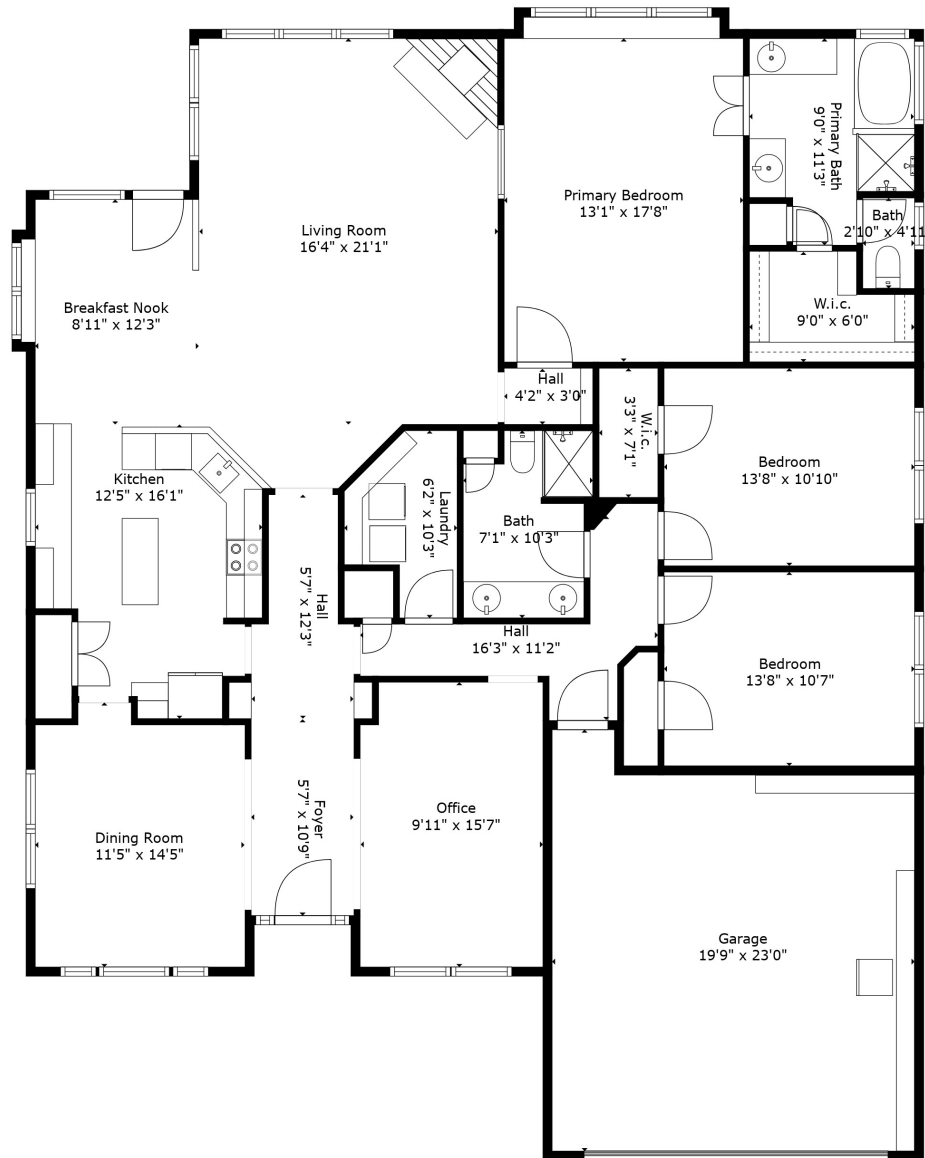 Primary Bath
9'0" x 11'3"
Primary Bedroom
13'1" x 17'8"
Bath
2'10" x 4'11"
Living Room
16'4" x 21'1"
Breakfast Nook
8'11" x 12'3"
W.i.c.
9'0" x 6'0"
Hall
4'2" x 3'0"
W.i.c.
3'3" x 7'1"
Bedroom
13'8" x 10'10"
Kitchen
12'5" x 16'1"
Laundry
6'2" x 10'3"
Bath
7'1" x 10'3"
Hall
5'7" x 12'3"
Hall
16'3" x 11'2"
Bedroom
13'8" x 10'7"
Foyer
5'7" x 10'9"
Office
9'11" x 15'7"
Dining Room
11'5" x 14'5"
Garage
19'9" x 23'0"